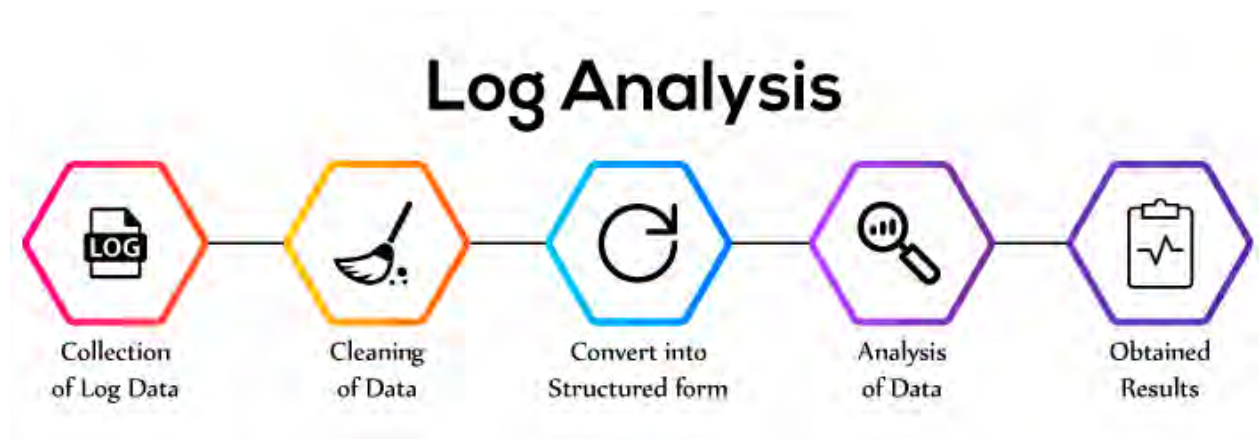 Log Analysis
LOG
Collection
of Log Data
Cleaning
of Data
Convert into
Structured form
Analysis
of Data
Obtained
Results